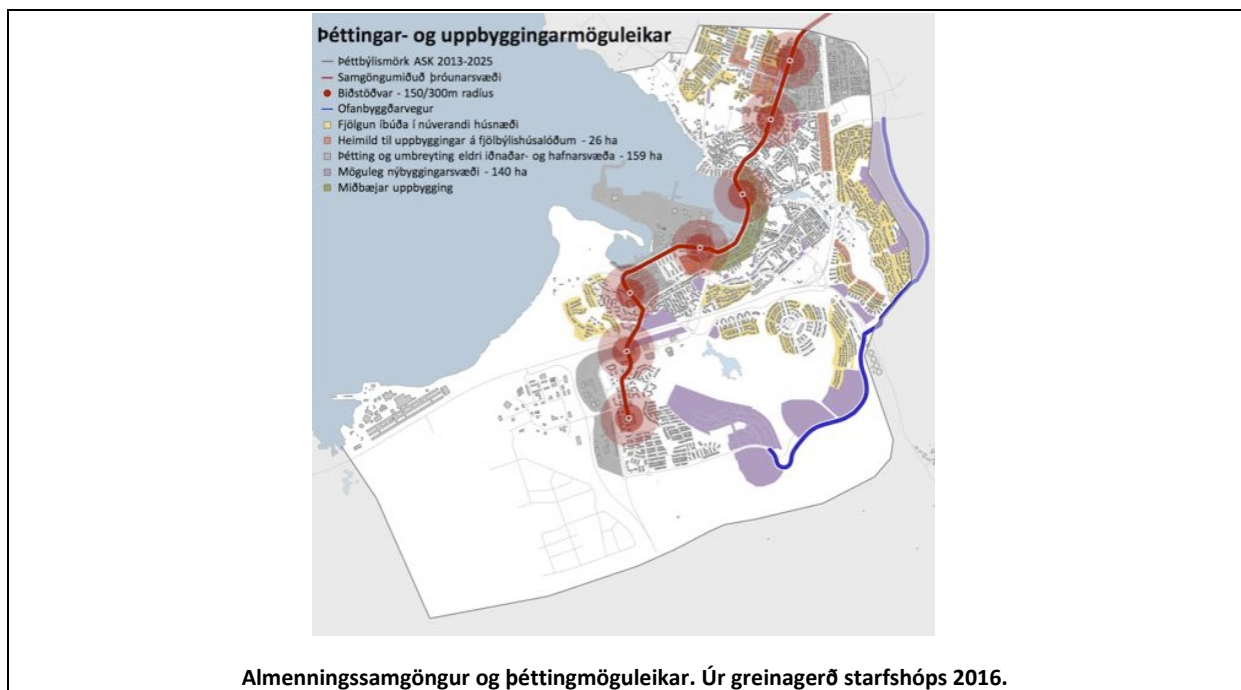 Þéttingar- og uppbyggingarmöguleikar
Þéttbýlismörk ASK 2013-2025
Samgöngumiðuð þróunarsvæði
Biðstöðvar - 150/300m radíus
Ofanbyggðarvegur
Fjölgun íbúða í núverandi húsnæði
Heimild til uppbyggingar á fjölbýlishúsalóðum - 26 ha
Þétting og umbreyting eldri iðnaðar- og hafnarsvæða - 159 ha
Möguleg nýbyggingarsvæði - 140 ha
Miðbæjar uppbygging
Almenningssamgöngur og þéttingmöguleikar. Úr greinagerð starfshóps 2016.